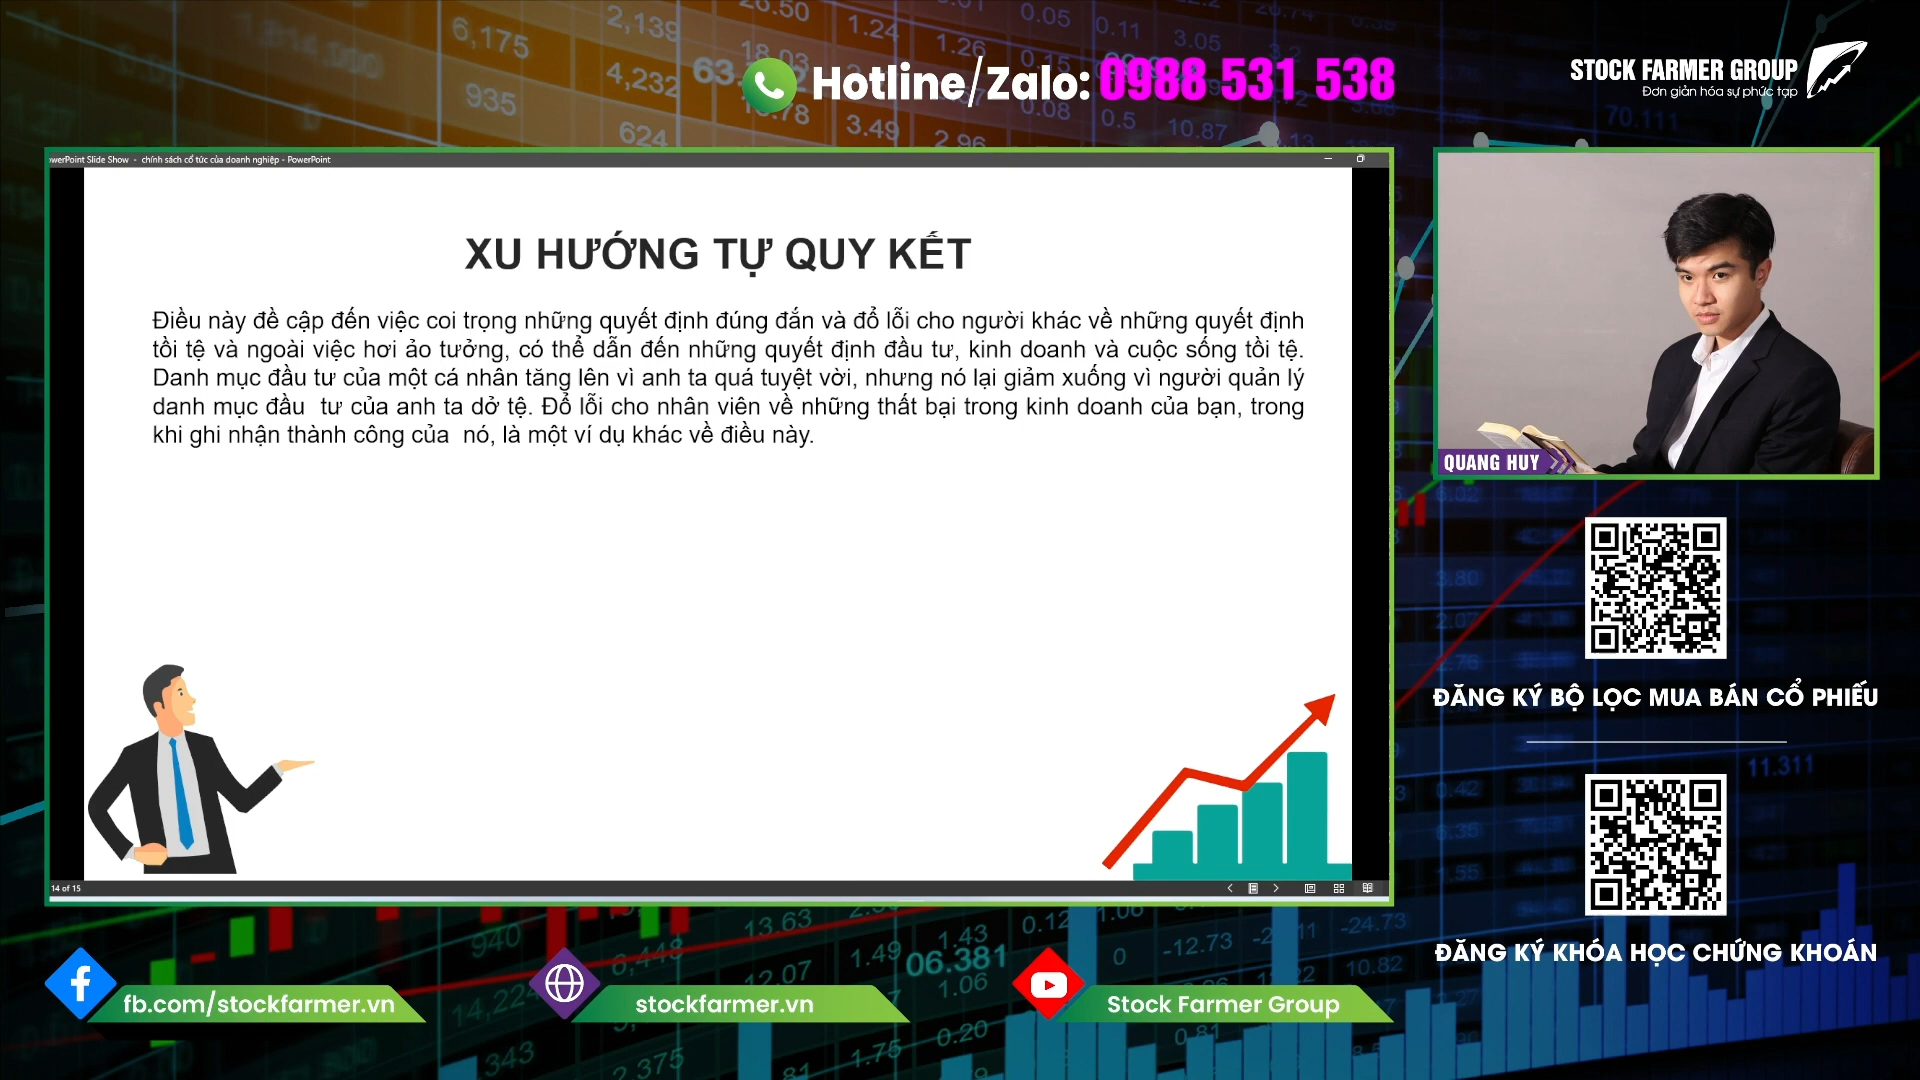 Hotline/Zalo: 0988 531 538
STOCK FARMER GROUP
Đơn giản hóa sự phức tạp
owerPoint Slide Show - chính sách cổ tức của doanh nghiệp - PowerPoint
XU HƯỚNG TỰ QUY KẾT
Điều này đề cập đến việc coi trọng những quyết định đúng đắn và đổ lỗi cho người khác về những quyết định
tồi tệ và ngoài việc hơi ảo tưởng, có thể dẫn đến những quyết định đầu tư, kinh doanh và cuộc sống tồi tệ.
Danh mục đầu tư của một cá nhân tăng lên vì anh ta quá tuyệt vời, nhưng nó lại giảm xuống vì người quản lý
danh mục đầu tư của anh ta dở tệ. Đổ lỗi cho nhân viên về những thất bại trong kinh doanh của bạn, trong
khi ghi nhận thành công của nó, là một ví dụ khác về điều này.
14 of 15
QUANG HUY
ĐĂNG KÝ BỘ LỌC MUA BÁN CỔ PHIẾU
ĐĂNG KÝ KHÓA HỌC CHỨNG KHOÁN
fb.com/stockfarmer.vn
stockfarmer.vn
Stock Farmer Group